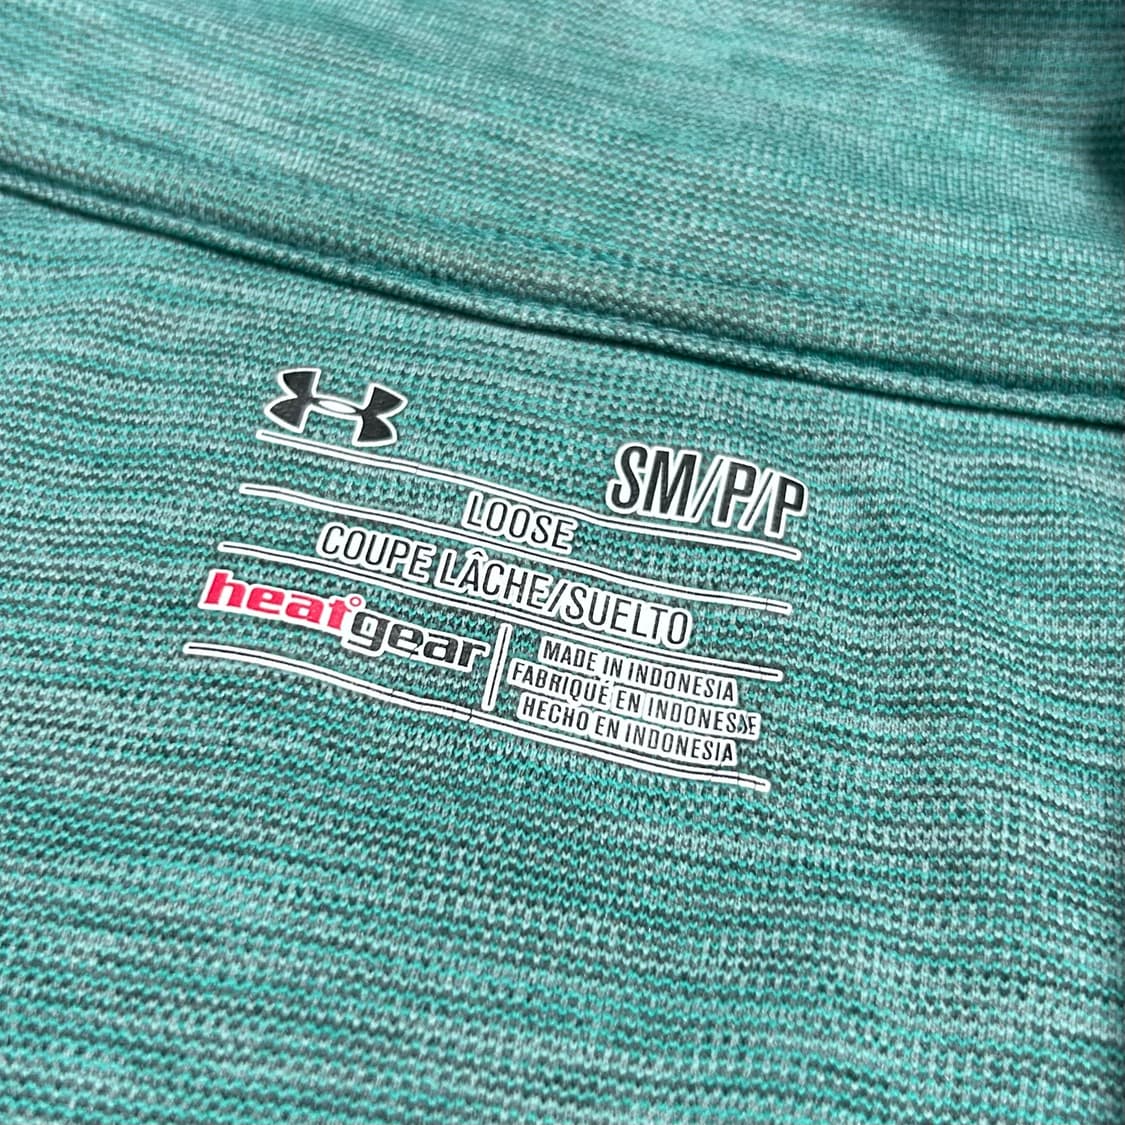 SM/P/P
LOOSE
COUPE LÂCHE/SUELTO
heatgear
MADE IN INDONESIA
FABRIQUÉ EN INDONESIE
HECHO EN INDONESIA